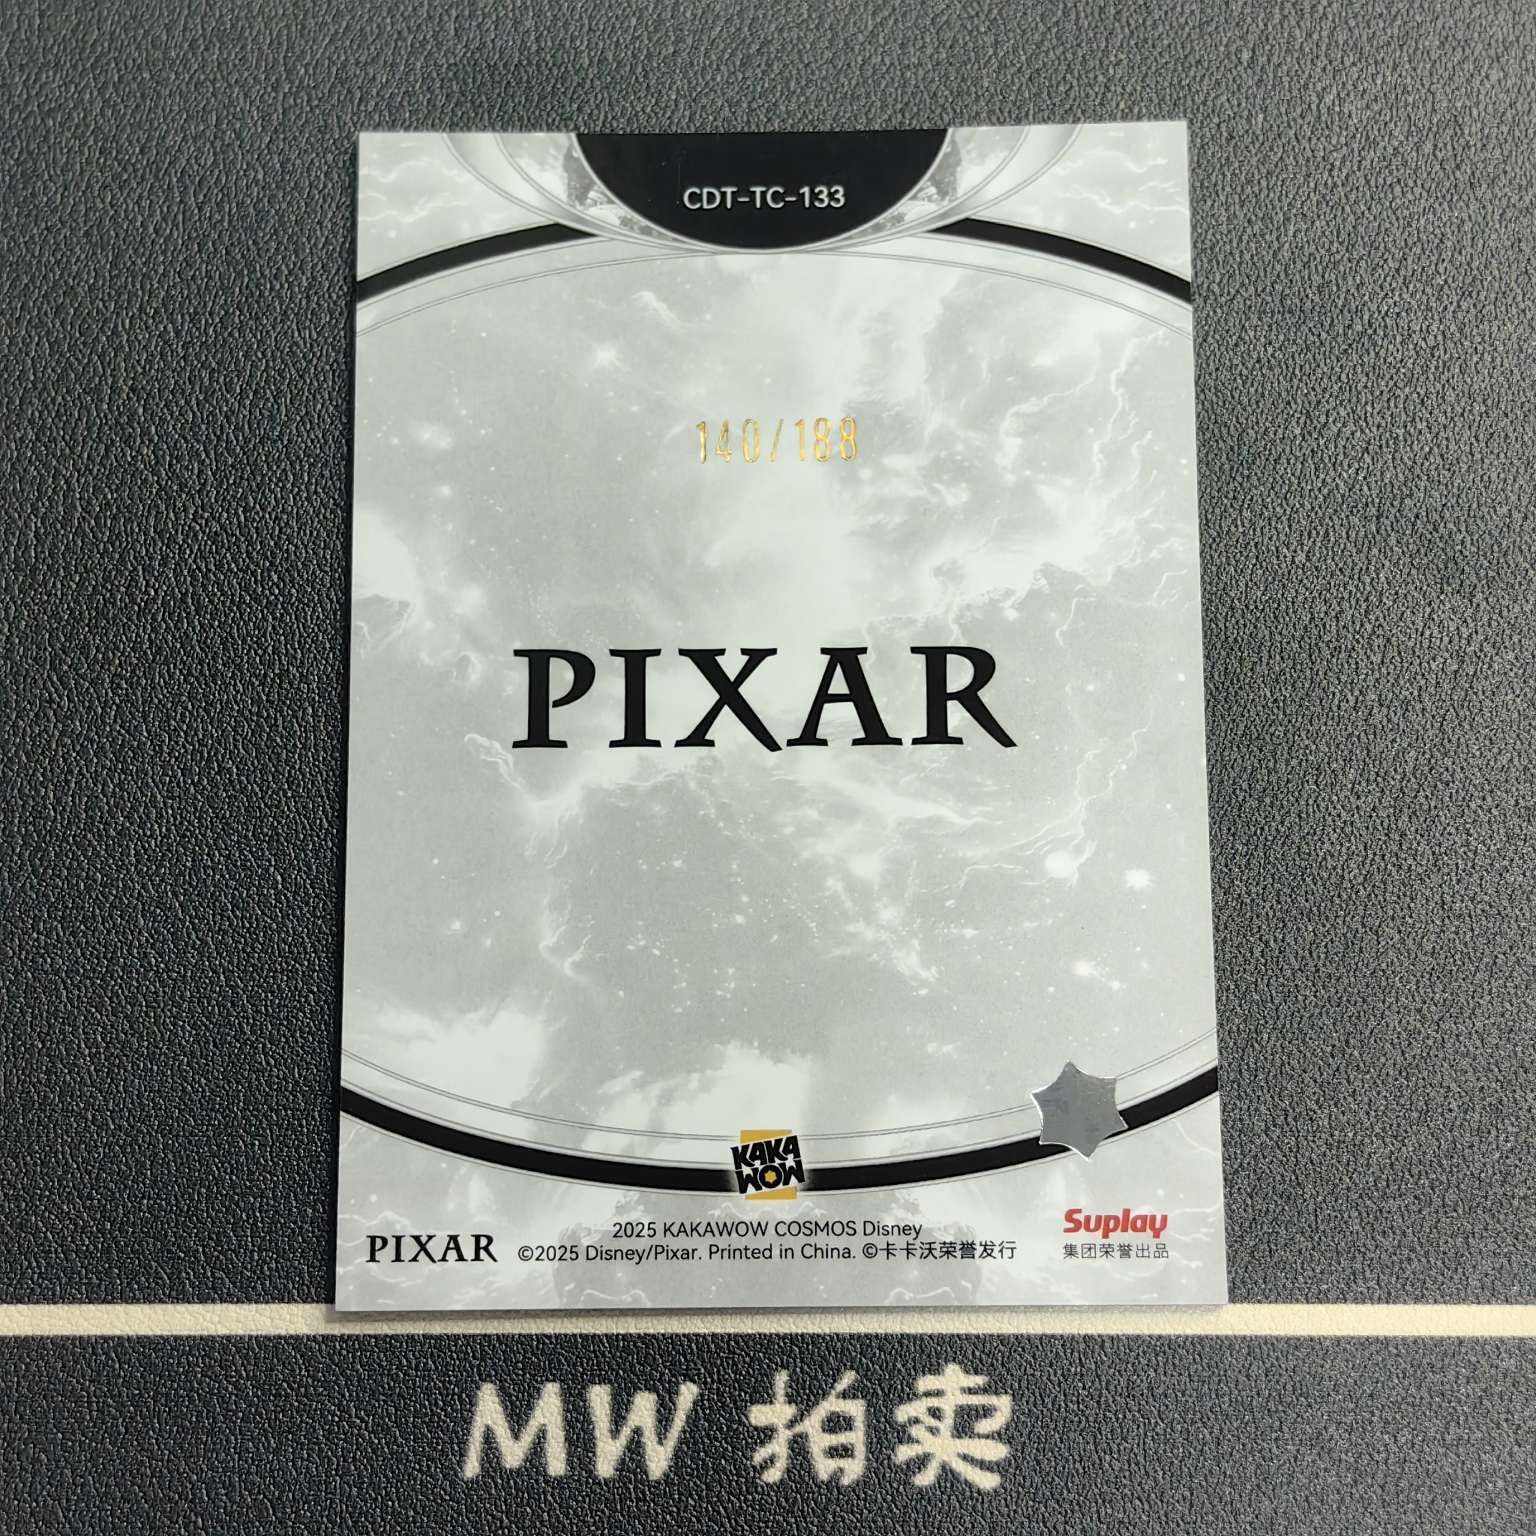 CDT-TC-133
140/188
PIXAR
KAKA
WOW
2025 KAKAWOW COSMOS Disney
©2025 Disney/Pixar. Printed in China. ©卡卡沃荣誉发行
PIXAR
Suplay
集团荣誉出品
MW 拍卖